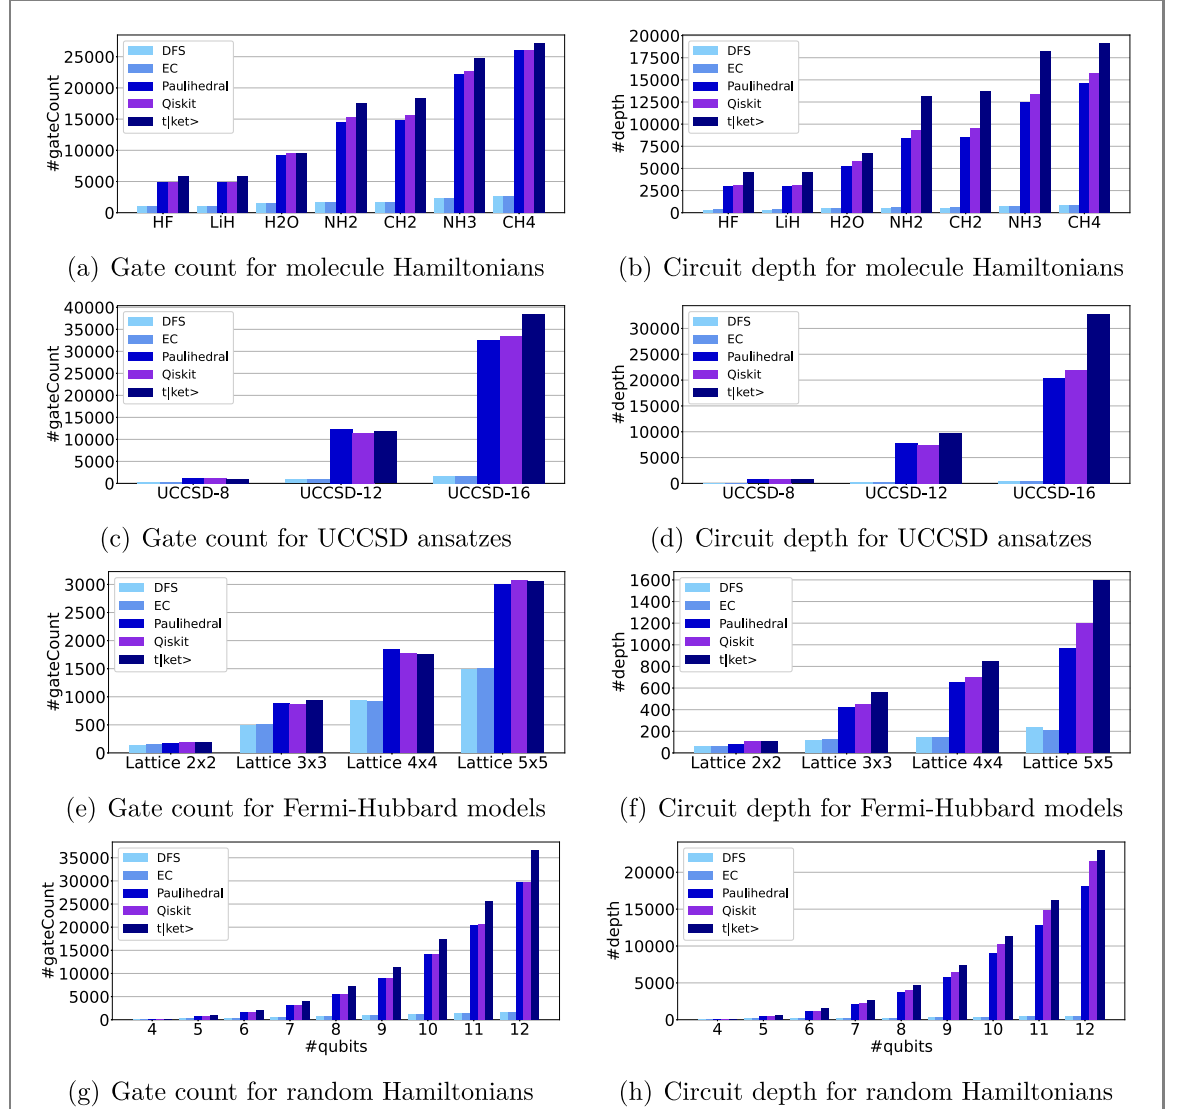 #gateCount
25000
20000
15000
10000
5000
0
DFS
EC
Paulihedral
Qiskit
t|ket>
HF LiH H2O NH2 CH2 NH3 CH4
(a) Gate count for molecule Hamiltonians
#depth
20000
17500
15000
12500
10000
7500
5000
2500
0
DFS
EC
Paulihedral
Qiskit
t|ket>
HF LiH H2O NH2 CH2 NH3 CH4
(b) Circuit depth for molecule Hamiltonians
#gateCount
40000
35000
30000
25000
20000
15000
10000
5000
0
DFS
EC
Paulihedral
Qiskit
t|ket>
UCCSD-8 UCCSD-12 UCCSD-16
(c) Gate count for UCCSD ansatzes
#depth
30000
25000
20000
15000
10000
5000
0
DFS
EC
Paulihedral
Qiskit
t|ket>
UCCSD-8 UCCSD-12 UCCSD-16
(d) Circuit depth for UCCSD ansatzes
#gateCount
3000
2500
2000
1500
1000
500
0
DFS
EC
Paulihedral
Qiskit
t|ket>
Lattice 2x2 Lattice 3x3 Lattice 4x4 Lattice 5x5
(e) Gate count for Fermi-Hubbard models
#depth
1600
1400
1200
1000
800
600
400
200
0
DFS
EC
Paulihedral
Qiskit
t|ket>
Lattice 2x2 Lattice 3x3 Lattice 4x4 Lattice 5x5
(f) Circuit depth for Fermi-Hubbard models
#gateCount
35000
30000
25000
20000
15000
10000
5000
0
DFS
EC
Paulihedral
Qiskit
t|ket>
4 5 6 7 8 9 10 11 12
#qubits
(g) Gate count for random Hamiltonians
#depth
20000
15000
10000
5000
0
DFS
EC
Paulihedral
Qiskit
t|ket>
4 5 6 7 8 9 10 11 12
#qubits
(h) Circuit depth for random Hamiltonians